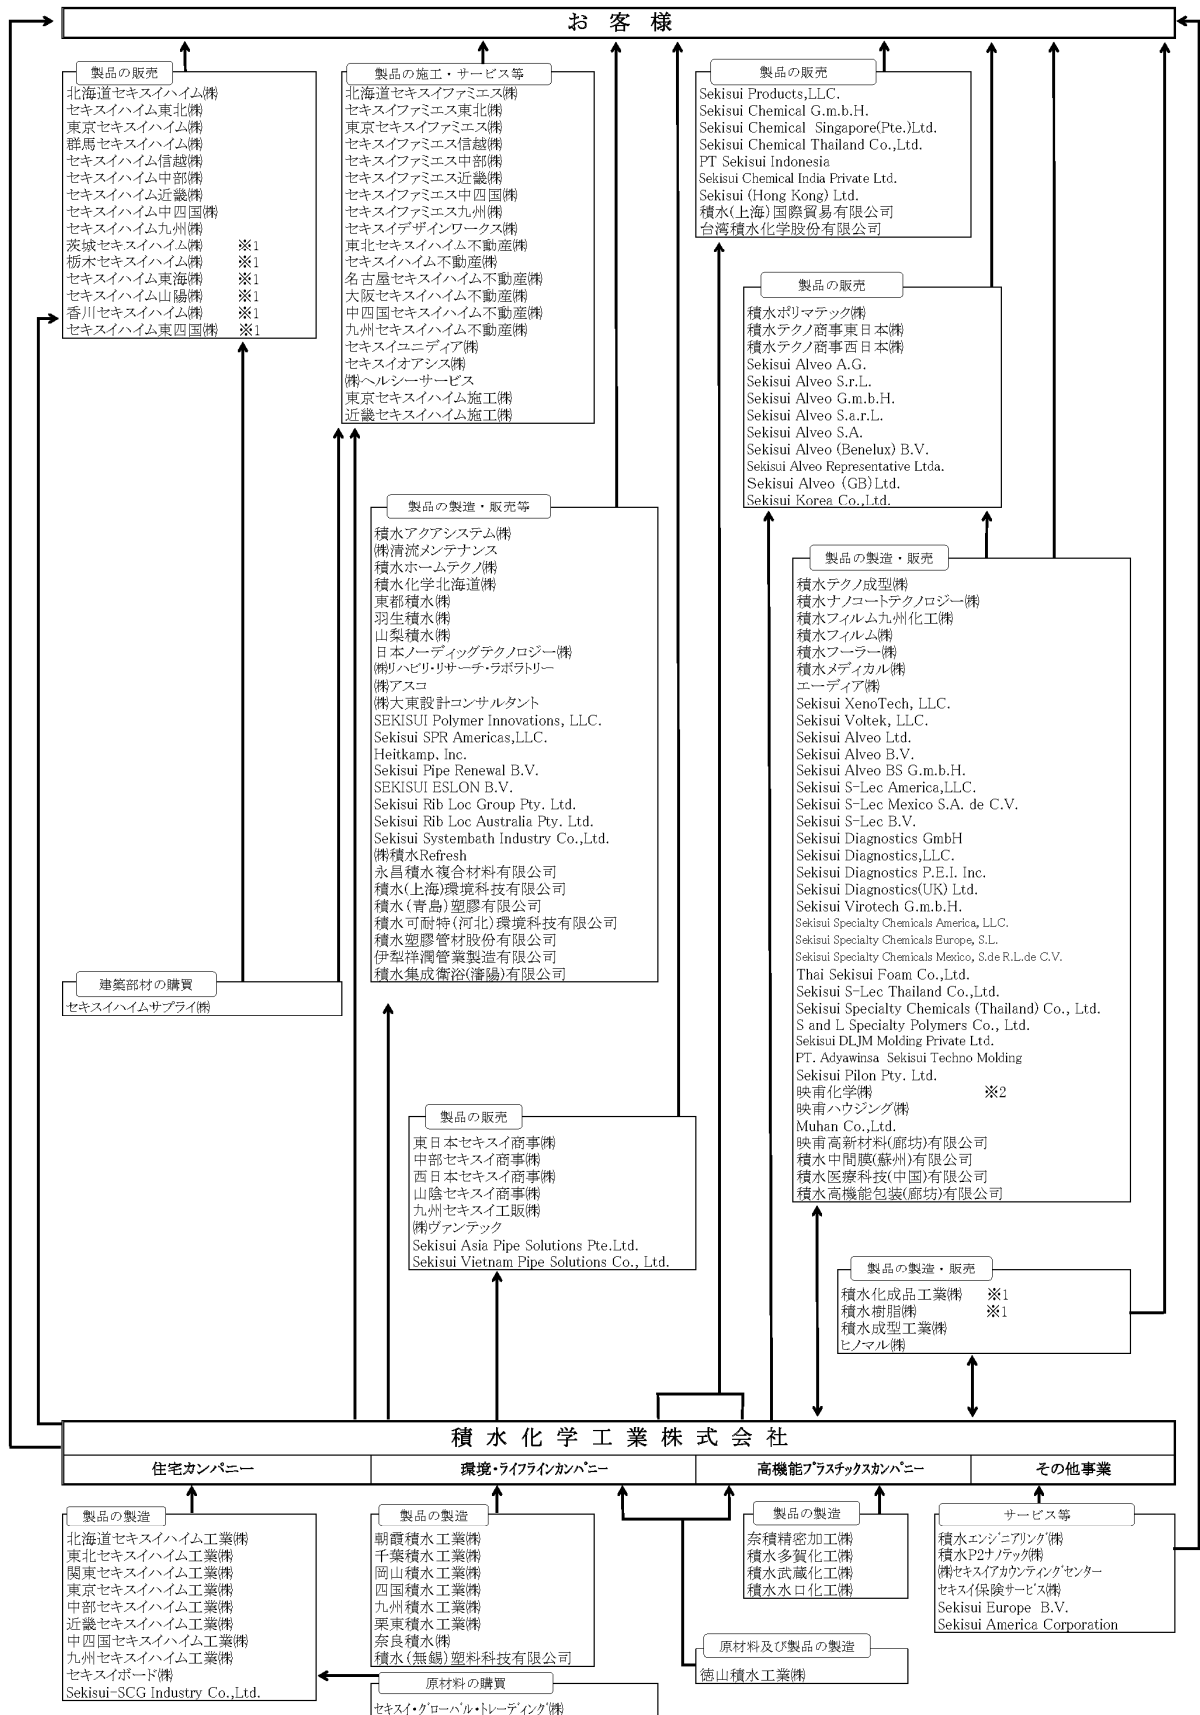 お客様
製品の販売
北海道セキスイハイム㈱
セキスイハイム東北㈱
東京セキスイハイム㈱
群馬セキスイハイム㈱
セキスイハイム信越㈱
セキスイハイム中部㈱
セキスイハイム近畿㈱
セキスイハイム中四国㈱
セキスイハイム九州㈱
茨城セキスイハイム㈱ ※1
栃木セキスイハイム㈱ ※1
セキスイハイム東海㈱ ※1
セキスイハイム山陽㈱ ※1
香川セキスイハイム㈱ ※1
セキスイハイム東四国㈱ ※1
製品の施工・サービス等
北海道セキスイファミエス㈱
セキスイファミエス東北㈱
東京セキスイファミエス㈱
セキスイファミエス信越㈱
セキスイファミエス中部㈱
セキスイファミエス近畿㈱
セキスイファミエス中四国㈱
セキスイファミエス九州㈱
セキスイデザインワークス㈱
東北セキスイハイム不動産㈱
セキスイハイム不動産㈱
名古屋セキスイハイム不動産㈱
大阪セキスイハイム不動産㈱
中四国セキスイハイム不動産㈱
九州セキスイハイム不動産㈱
セキスイユニディア㈱
セキスイオアシス㈱
㈱ヘルシーサービス
東京セキスイハイム施工㈱
近畿セキスイハイム施工㈱
製品の販売
Sekisui Products,LLC.
Sekisui Chemical G.m.b.H.
Sekisui Chemical Singapore(Pte.)Ltd.
Sekisui Chemical Thailand Co.,Ltd.
PT Sekisui Indonesia
Sekisui Chemical India Private Ltd.
Sekisui (Hong Kong) Ltd.
積水(上海)国際貿易有限公司
台湾積水化学股份有限公司
製品の販売
積水ポリマテック㈱
積水テクノ商事東日本㈱
積水テクノ商事西日本㈱
Sekisui Alveo A.G.
Sekisui Alveo S.r.L.
Sekisui Alveo G.m.b.H.
Sekisui Alveo S.a.r.L.
Sekisui Alveo S.A.
Sekisui Alveo (Benelux) B.V.
Sekisui Alveo Representative Ltda.
Sekisui Alveo (GB)Ltd.
Sekisui Korea Co.,Ltd.
製品の製造・販売等
積水アクアシステム㈱
㈱清流メンテナンス
積水ホームテクノ㈱
積水化学北海道㈱
東都積水㈱
羽生積水㈱
山梨積水㈱
日本ノーディッグテクノロジー㈱
㈱リハビリ・リサーチ・ラボラトリー
㈱アスコ
㈱大東設計コンサルタント
SEKISUI Polymer Innovations, LLC.
Sekisui SPR Americas,LLC.
Heitkamp, Inc.
Sekisui Pipe Renewal B.V.
SEKISUI ESLON B.V.
Sekisui Rib Loc Group Pty. Ltd.
Sekisui Rib Loc Australia Pty. Ltd.
Sekisui Systembath Industry Co.,Ltd.
㈱積水Refresh
永昌積水複合材料有限公司
積水(上海)環境科技有限公司
積水(青島)塑膠有限公司
積水可耐特(河北)環境科技有限公司
積水塑膠管材股份有限公司
伊犁祥潤管業製造有限公司
積水集成衛浴(瀋陽)有限公司
製品の製造・販売
積水テクノ成型㈱
積水ナノコートテクノロジー㈱
積水フィルム九州化工㈱
積水フィルム㈱
積水フーラー㈱
積水メディカル㈱
エーディア㈱
Sekisui XenoTech, LLC.
Sekisui Voltek, LLC.
Sekisui Alveo Ltd.
Sekisui Alveo B.V.
Sekisui Alveo BS G.m.b.H.
Sekisui S-Lec America,LLC.
Sekisui S-Lec Mexico S.A. de C.V.
Sekisui S-Lec B.V.
Sekisui Diagnostics GmbH
Sekisui Diagnostics,LLC.
Sekisui Diagnostics P.E.I. Inc.
Sekisui Diagnostics(UK) Ltd.
Sekisui Virotech G.m.b.H.
Sekisui Specialty Chemicals America, LLC.
Sekisui Specialty Chemicals Europe, S.L.
Sekisui Specialty Chemicals Mexico, S.de R.L.de C.V.
Thai Sekisui Foam Co.,Ltd.
Sekisui S-Lec Thailand Co.,Ltd.
Sekisui Specialty Chemicals (Thailand) Co., Ltd.
S and L Specialty Polymers Co., Ltd.
Sekisui DLJM Molding Private Ltd.
PT. Adyawinsa Sekisui Techno Molding
Sekisui Pilon Pty. Ltd.
映甫化学㈱ ※2
映甫ハウジング㈱
Muhan Co.,Ltd.
映甫高新材料(廊坊)有限公司
積水中間膜(蘇州)有限公司
積水医療科技(中国)有限公司
積水高機能包装(廊坊)有限公司
建築部材の購買
セキスイハイムサプライ㈱
製品の販売
東日本セキスイ商事㈱
中部セキスイ商事㈱
西日本セキスイ商事㈱
山陰セキスイ商事㈱
九州セキスイ工販㈱
㈱ヴァンテック
Sekisui Asia Pipe Solutions Pte.Ltd.
Sekisui Vietnam Pipe Solutions Co., Ltd.
製品の製造・販売
積水化成品工業㈱ ※1
積水樹脂㈱ ※1
積水成型工業㈱
ヒノマル㈱
積水化学工業株式会社
住宅カンパニー
環境・ライフラインカンパニー
高機能プラスチックスカンパニー
その他事業
製品の製造
北海道セキスイハイム工業㈱
東北セキスイハイム工業㈱
関東セキスイハイム工業㈱
東京セキスイハイム工業㈱
中部セキスイハイム工業㈱
近畿セキスイハイム工業㈱
中四国セキスイハイム工業㈱
九州セキスイハイム工業㈱
セキスイボード㈱
Sekisui-SCG Industry Co.,Ltd.
製品の製造
朝霞積水工業㈱
千葉積水工業㈱
岡山積水工業㈱
四国積水工業㈱
九州積水工業㈱
栗東積水工業㈱
奈良積水㈱
積水(無錫)塑料科技有限公司
原材料の購買
セキスイ・グローバル・トレーディング㈱
製品の製造
奈積精密加工㈱
積水多賀化工㈱
積水武蔵化工㈱
積水水口化工㈱
原材料及び製品の製造
徳山積水工業㈱
サービス等
積水エンジニアリング㈱
積水P2ナノテック㈱
㈱セキスイアカウンティングセンター
セキスイ保険サービス㈱
Sekisui Europe B.V.
Sekisui America Corporation